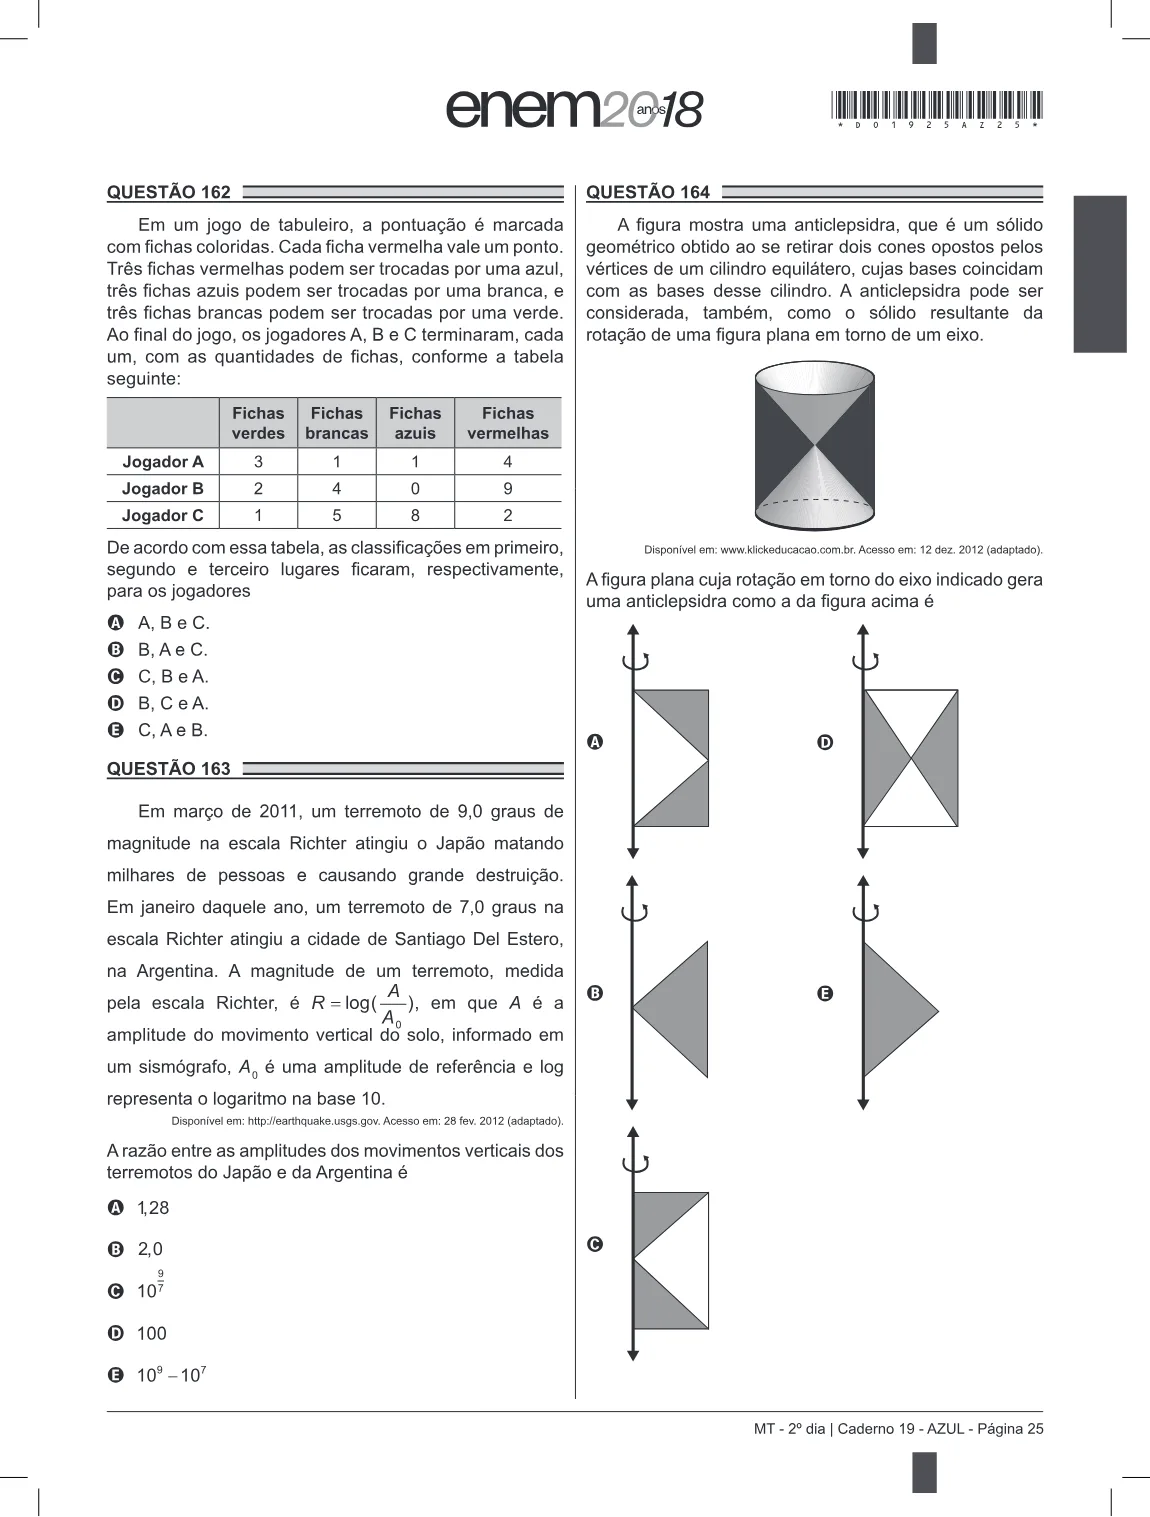 enem20anos18
*DO1925AZ25*
QUESTÃO 162
Em um jogo de tabuleiro, a pontuação é marcada
com fichas coloridas. Cada ficha vermelha vale um ponto.
Três fichas vermelhas podem ser trocadas por uma azul,
três fichas azuis podem ser trocadas por uma branca, e
três fichas brancas podem ser trocadas por uma verde.
Ao final do jogo, os jogadores A, B e C terminaram, cada
um, com as quantidades de fichas, conforme a tabela
seguinte:
Fichas verdes Fichas brancas Fichas azuis Fichas vermelhas
Jogador A 3 1 1 4
Jogador B 2 4 0 9
Jogador C 1 5 8 2
De acordo com essa tabela, as classificações em primeiro,
segundo e terceiro lugares ficaram, respectivamente,
para os jogadores
A A, B e C.
B B, A e C.
C C, B e A.
D B, C e A.
E C, A e B.
QUESTÃO 163
Em março de 2011, um terremoto de 9,0 graus de
magnitude na escala Richter atingiu o Japão matando
milhares de pessoas e causando grande destruição.
Em janeiro daquele ano, um terremoto de 7,0 graus na
escala Richter atingiu a cidade de Santiago Del Estero,
na Argentina. A magnitude de um terremoto, medida
pela escala Richter, é R = log(A/A₀), em que A é a
amplitude do movimento vertical do solo, informado em
um sismógrafo, A₀ é uma amplitude de referência e log
representa o logaritmo na base 10.
Disponível em: http://earthquake.usgs.gov. Acesso em: 28 fev. 2012 (adaptado).
A razão entre as amplitudes dos movimentos verticais dos
terremotos do Japão e da Argentina é
A 1,28
B 2,0
C 10^(9/7)
D 100
E 10⁹ – 10⁷
QUESTÃO 164
A figura mostra uma anticlepsidra, que é um sólido
geométrico obtido ao se retirar dois cones opostos pelos
vértices de um cilindro equilátero, cujas bases coincidam
com as bases desse cilindro. A anticlepsidra pode ser
considerada, também, como o sólido resultante da
rotação de uma figura plana em torno de um eixo.
Disponível em: www.klickeducacao.com.br. Acesso em: 12 dez. 2012 (adaptado).
A figura plana cuja rotação em torno do eixo indicado gera
uma anticlepsidra como a da figura acima é
A
D
B
E
C
MT - 2º dia | Caderno 19 - AZUL - Página 25